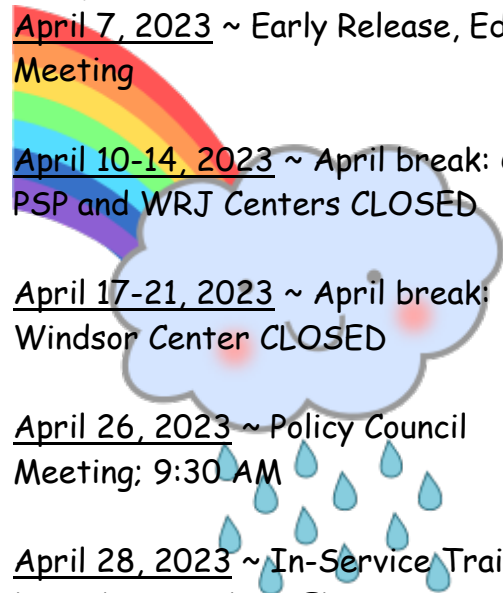 April 7, 2023 ~ Early Release,
Meeting
April 10-14, 2023 ~ April break:
PSP and WRJ Centers CLOSED
April 17-21, 2023 ~ April break:
Windsor Center CLOSED
April 26, 2023 ~ Policy Council
Meeting; 9:30 AM
April 28, 2023 ~ In-Service